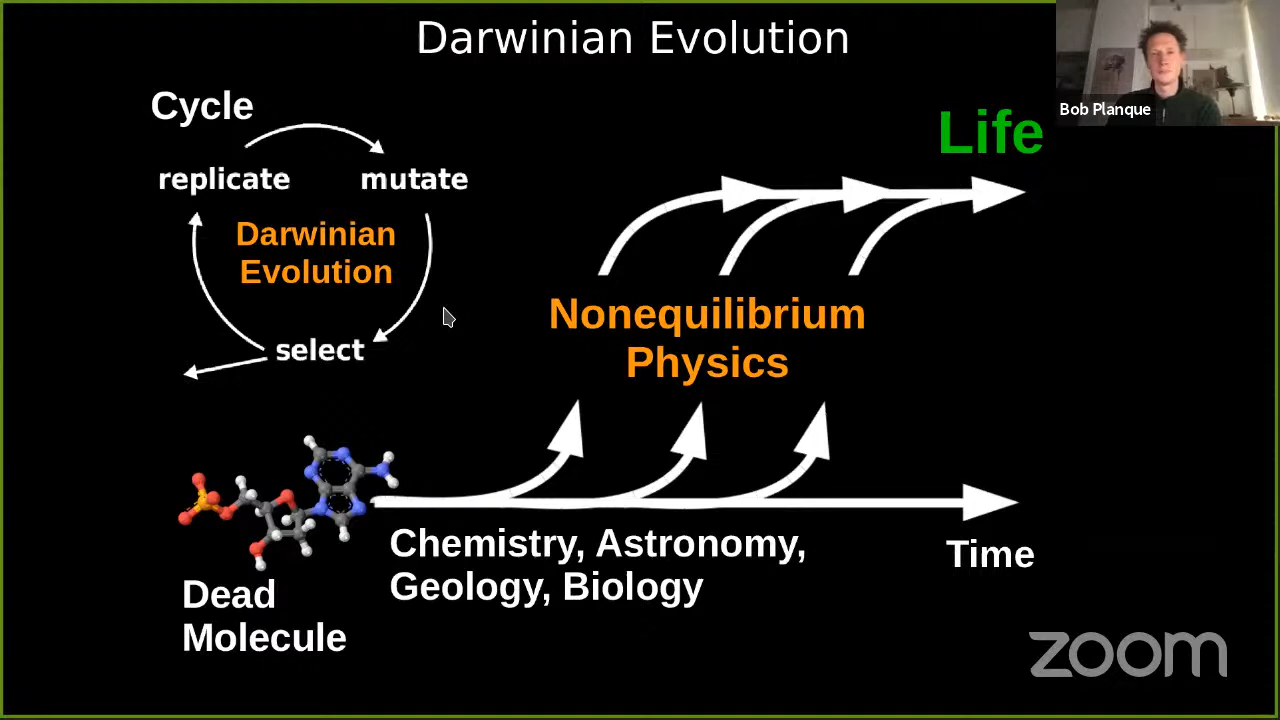 Darwinian Evolution
Bob Planque
Cycle
replicate
mutate
Darwinian
Evolution
select
Life
Nonequilibrium
Physics
Chemistry, Astronomy,
Geology, Biology
Time
Dead
Molecule
zoom